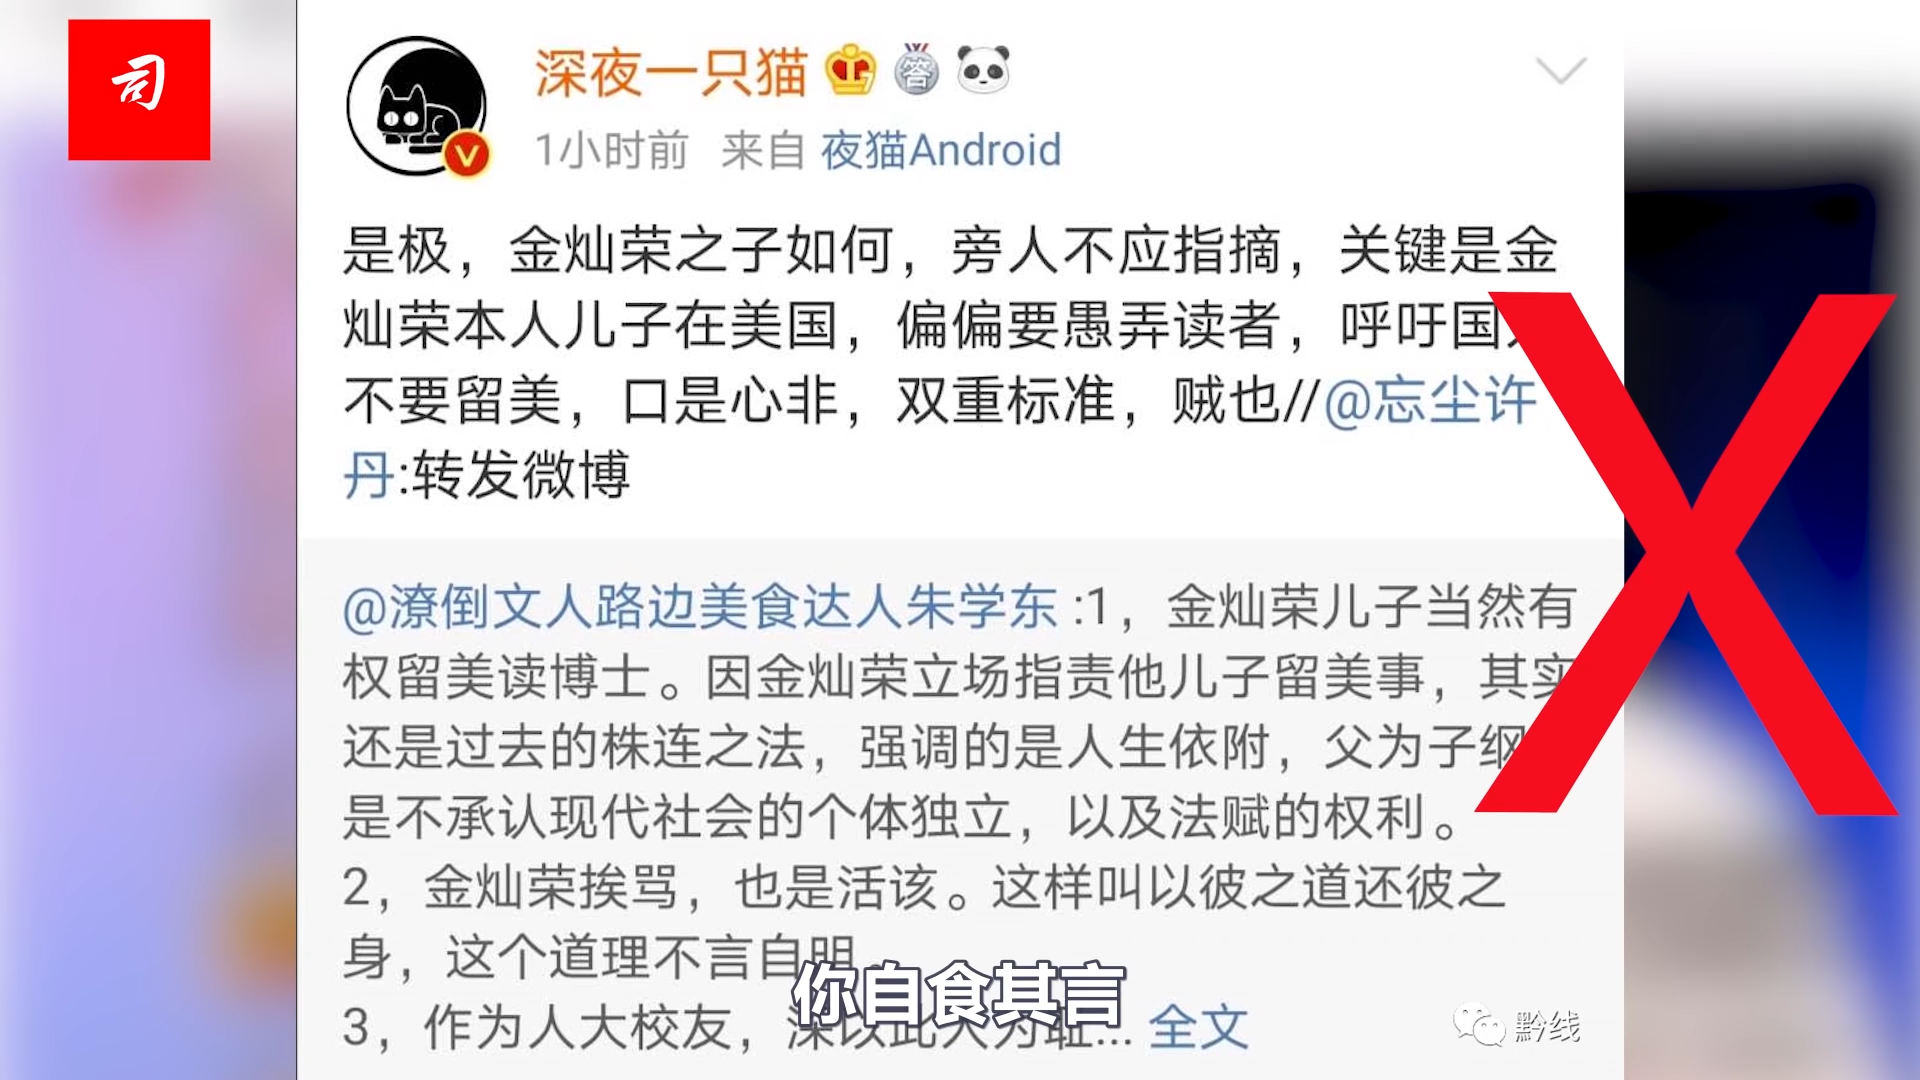 司
深夜一只猫
答
1小时前 来自 夜猫Android
是极，金灿荣之子如何，旁人不应指摘，关键是金
灿荣本人儿子在美国，偏偏要愚弄读者，呼吁国
不要留美，口是心非，双重标准，贼也//@忘尘许
丹:转发微博
@潦倒文人路边美食达人朱学东 :1，金灿荣儿子当然有
权留美读博士。因金灿荣立场指责他儿子留美事，其实
还是过去的株连之法，强调的是人生依附，父为子纲
是不承认现代社会的个体独立，以及法赋的权利。
2，金灿荣挨骂，也是活该。这样叫以彼之道还彼之
身，这个道理不言自明。
你自食其言
3，作为人大校友，深以此人为耻... 全文
黔线
X